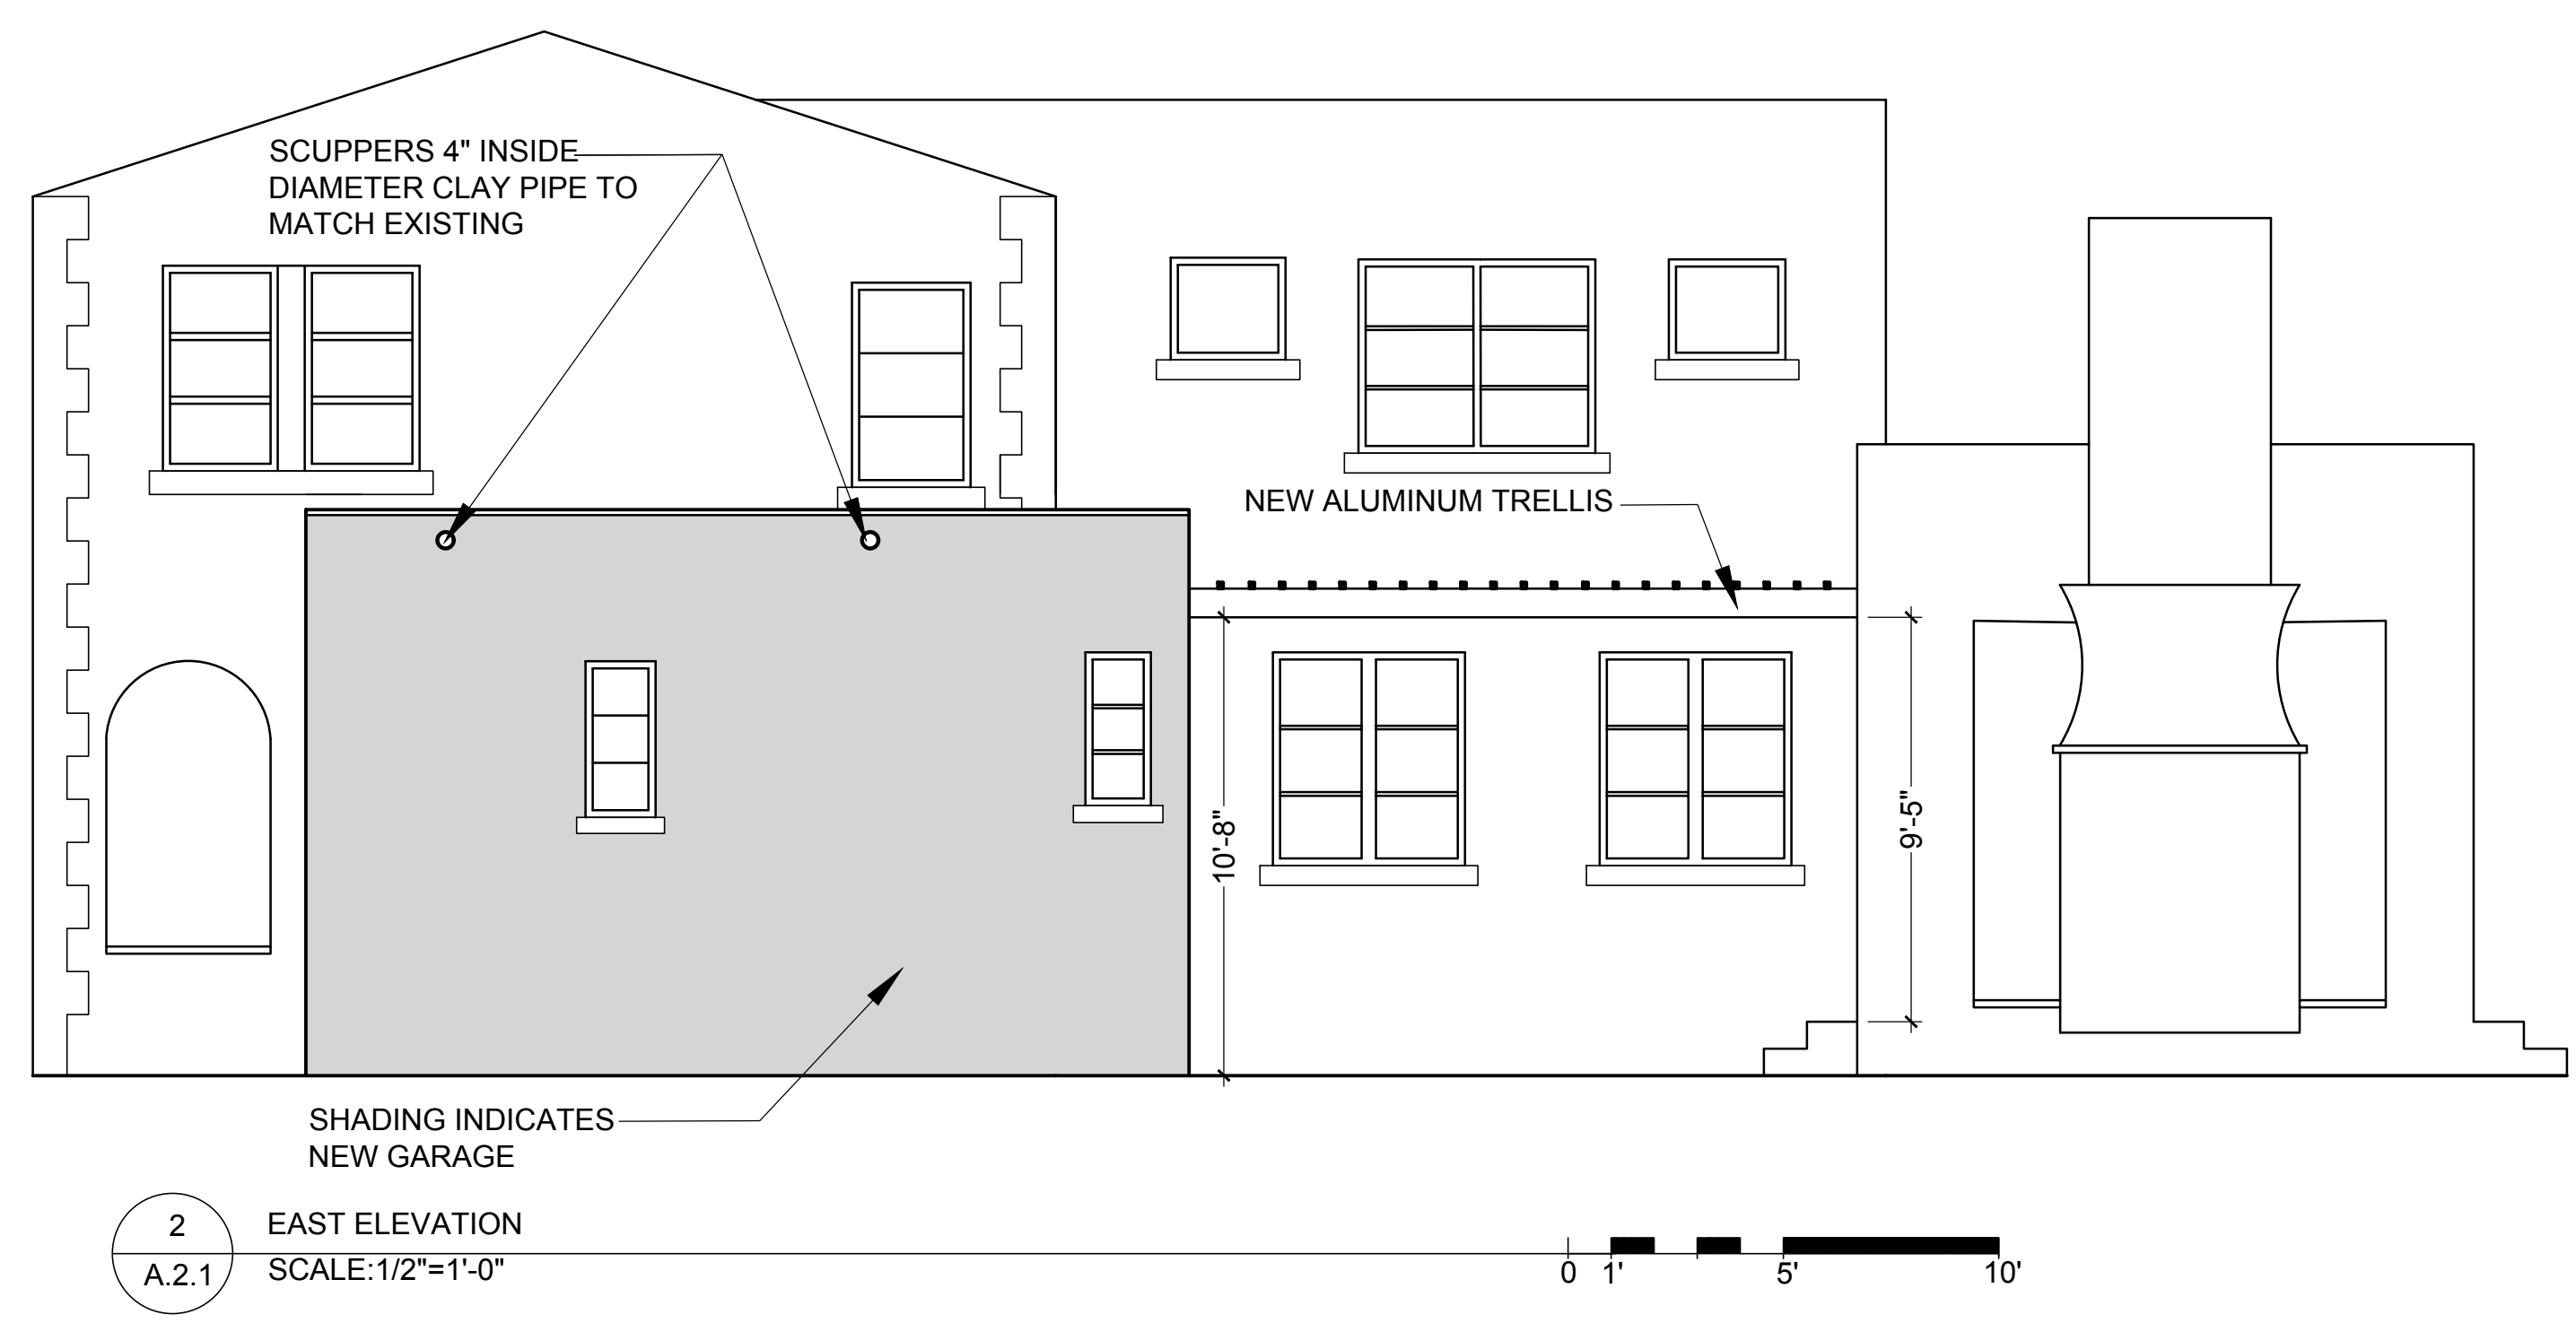 SCUPPERS 4" INSIDE
DIAMETER CLAY PIPE TO
MATCH EXISTING
NEW ALUMINUM TRELLIS
10'-8"
9'-5"
SHADING INDICATES
NEW GARAGE
2
A.2.1
EAST ELEVATION
SCALE:1/2"=1'-0"
0 1' 5' 10'